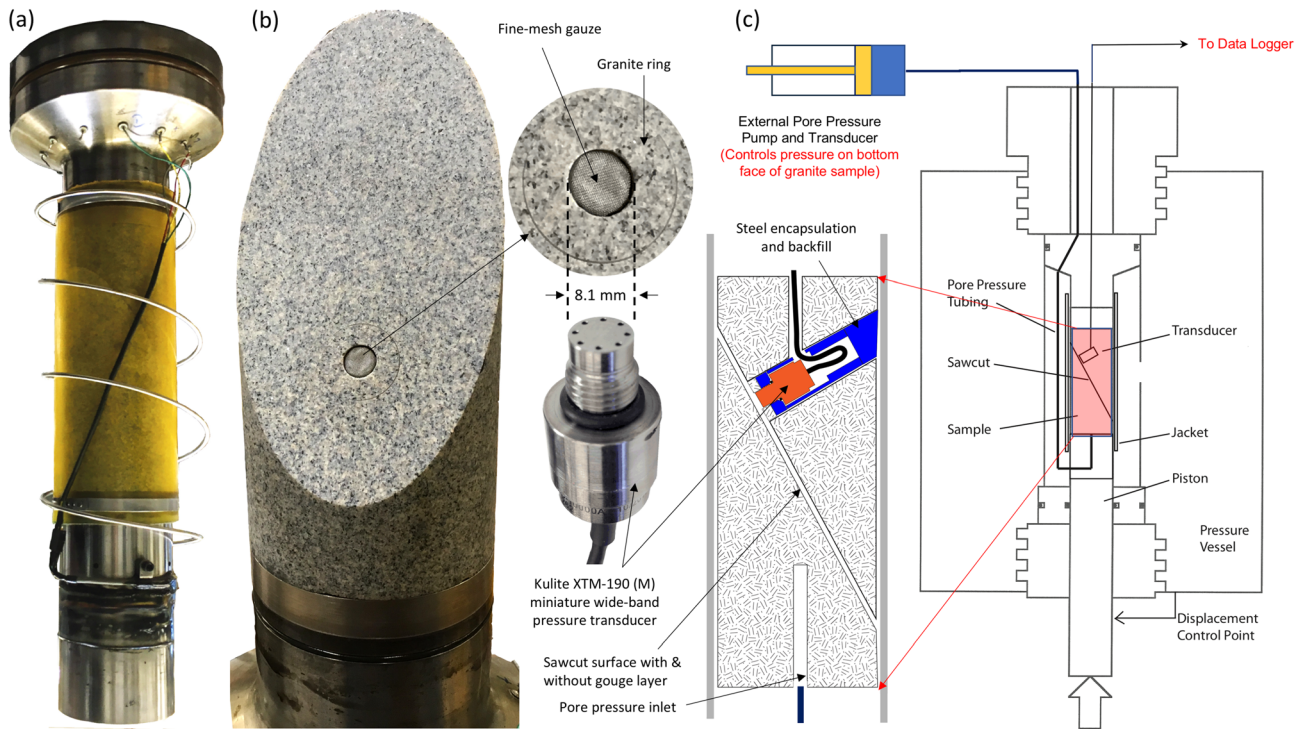 (a)
(b)
Fine-mesh gauze
Granite ring
8.1 mm
Kulite XTM-190 (M)
miniature wide-band
pressure transducer
Sawcut surface with &
without gouge layer
Pore pressure inlet
(c)
To Data Logger
External Pore Pressure
Pump and Transducer
(Controls pressure on bottom
face of granite sample)
Steel encapsulation
and backfill
Pore Pressure
Tubing
Transducer
Sawcut
Sample
Jacket
Piston
Pressure
Vessel
Displacement
Control Point